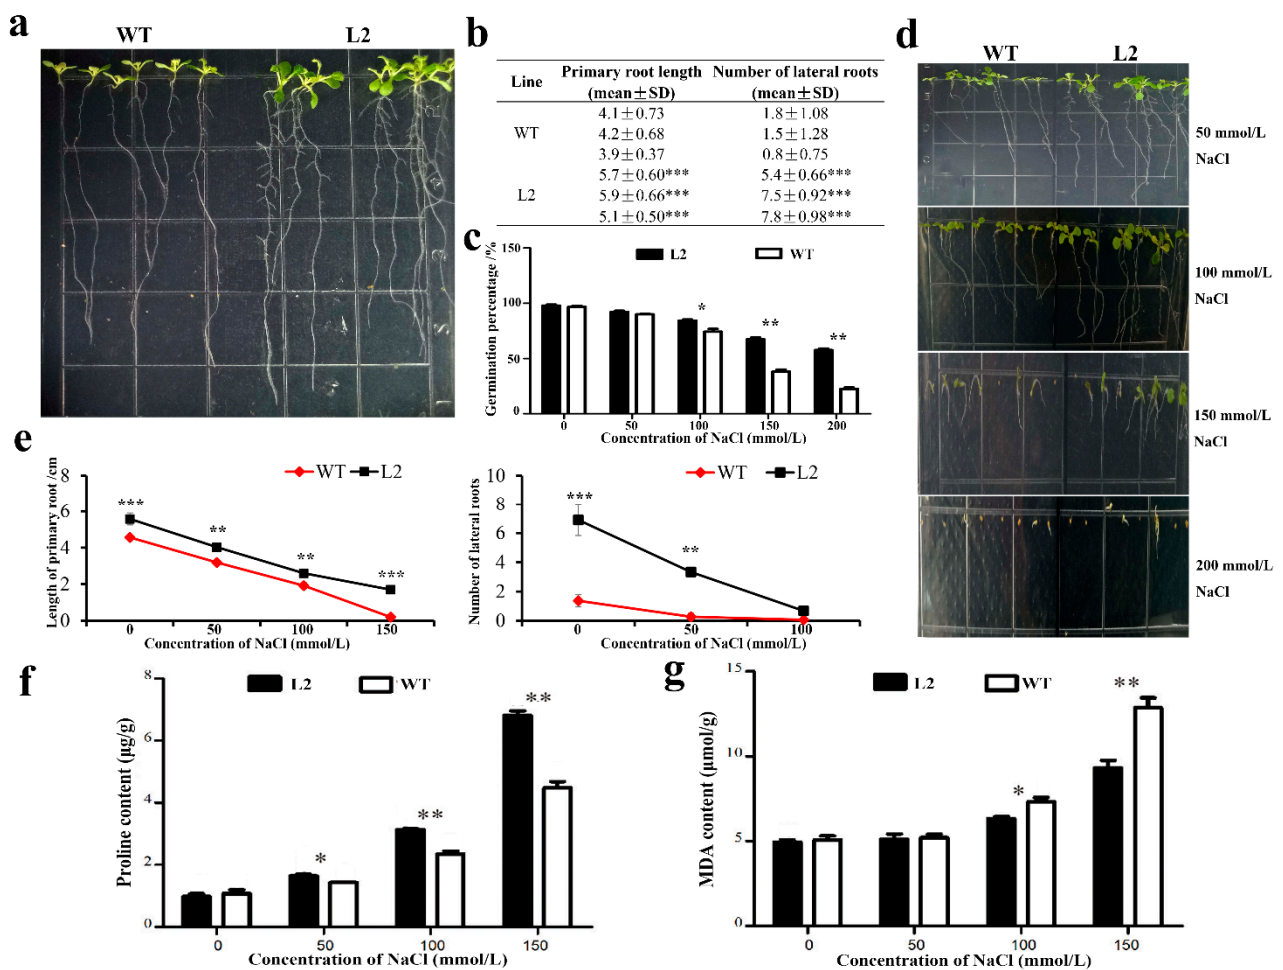 a
WT L2
b
Line Primary root length (mean±SD) Number of lateral roots (mean±SD)
WT 4.1±0.73 1.8±1.08
4.2±0.68 1.5±1.28
3.9±0.37 0.8±0.75
L2 5.7±0.60*** 5.4±0.66***
5.9±0.66*** 7.5±0.92***
5.1±0.50*** 7.8±0.98***
c
L2 WT
Germination percentage /%
150
100
50
0
* ** **
0 50 100 150 200
Concentration of NaCl (mmol/L)
d
WT L2
50 mmol/L
NaCl
100 mmol/L
NaCl
150 mmol/L
NaCl
200 mmol/L
NaCl
e
WT L2
Length of primary root /cm
8
6
4
2
0
*** ** ** ***
0 50 100 150
Concentration of NaCl (mmol/L)
WT L2
Number of lateral roots
10
8
6
4
2
0
*** **
0 50 100
Concentration of NaCl (mmol/L)
f
L2 WT
Proline content (μg/g)
8
6
4
2
0
* ** **
0 50 100 150
Concentration of NaCl (mmol/L)
g
L2 WT
MDA content (μmol/g)
15
10
5
0
* **
0 50 100 150
Concentration of NaCl (mmol/L)